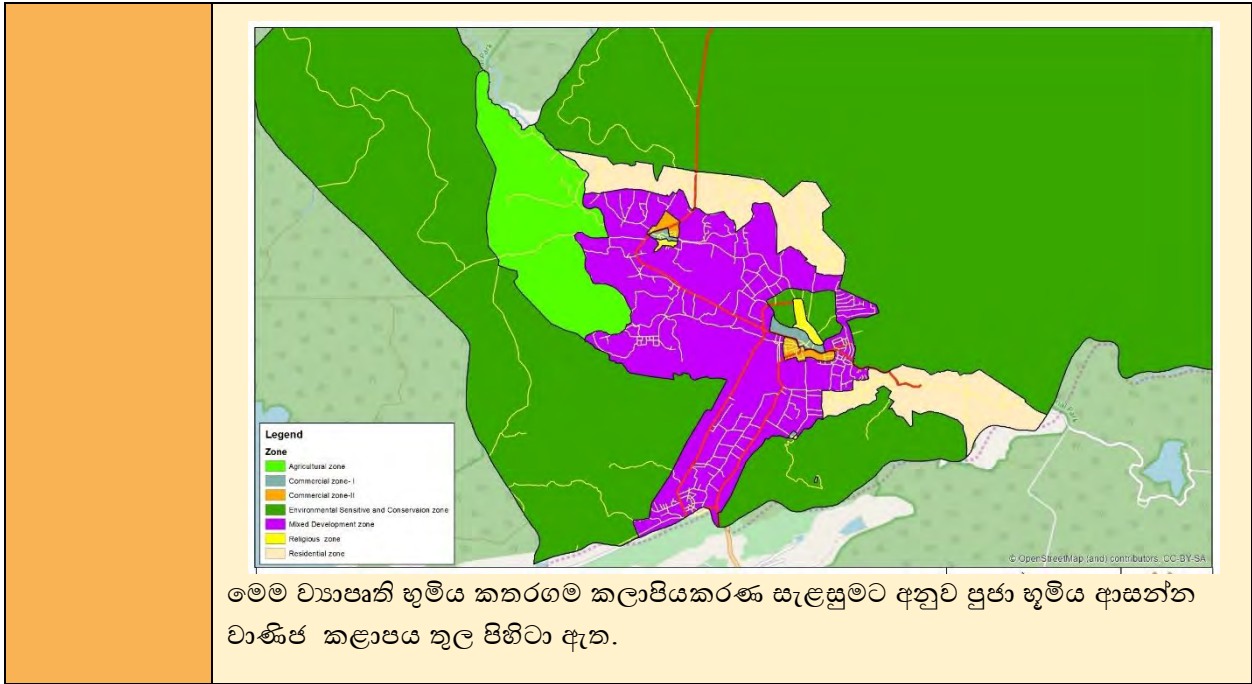 Legend
Zone
Agricultural zone
Commercial zone- I
Commercial zone-II
Environmental Sensitive and Conservaion zone
Mixed Development zone
Religious zone
Residential zone
© OpenStreetMap (and) contributors, CC-BY-SA
මෙම ව්‍යාපෘති භුමිය කතරගම කලාපියකරණ සැළසුමට අනුව පුජා භූමිය ආසන්න
වාණිජ කළාපය තුල පිහිටා ඇත.